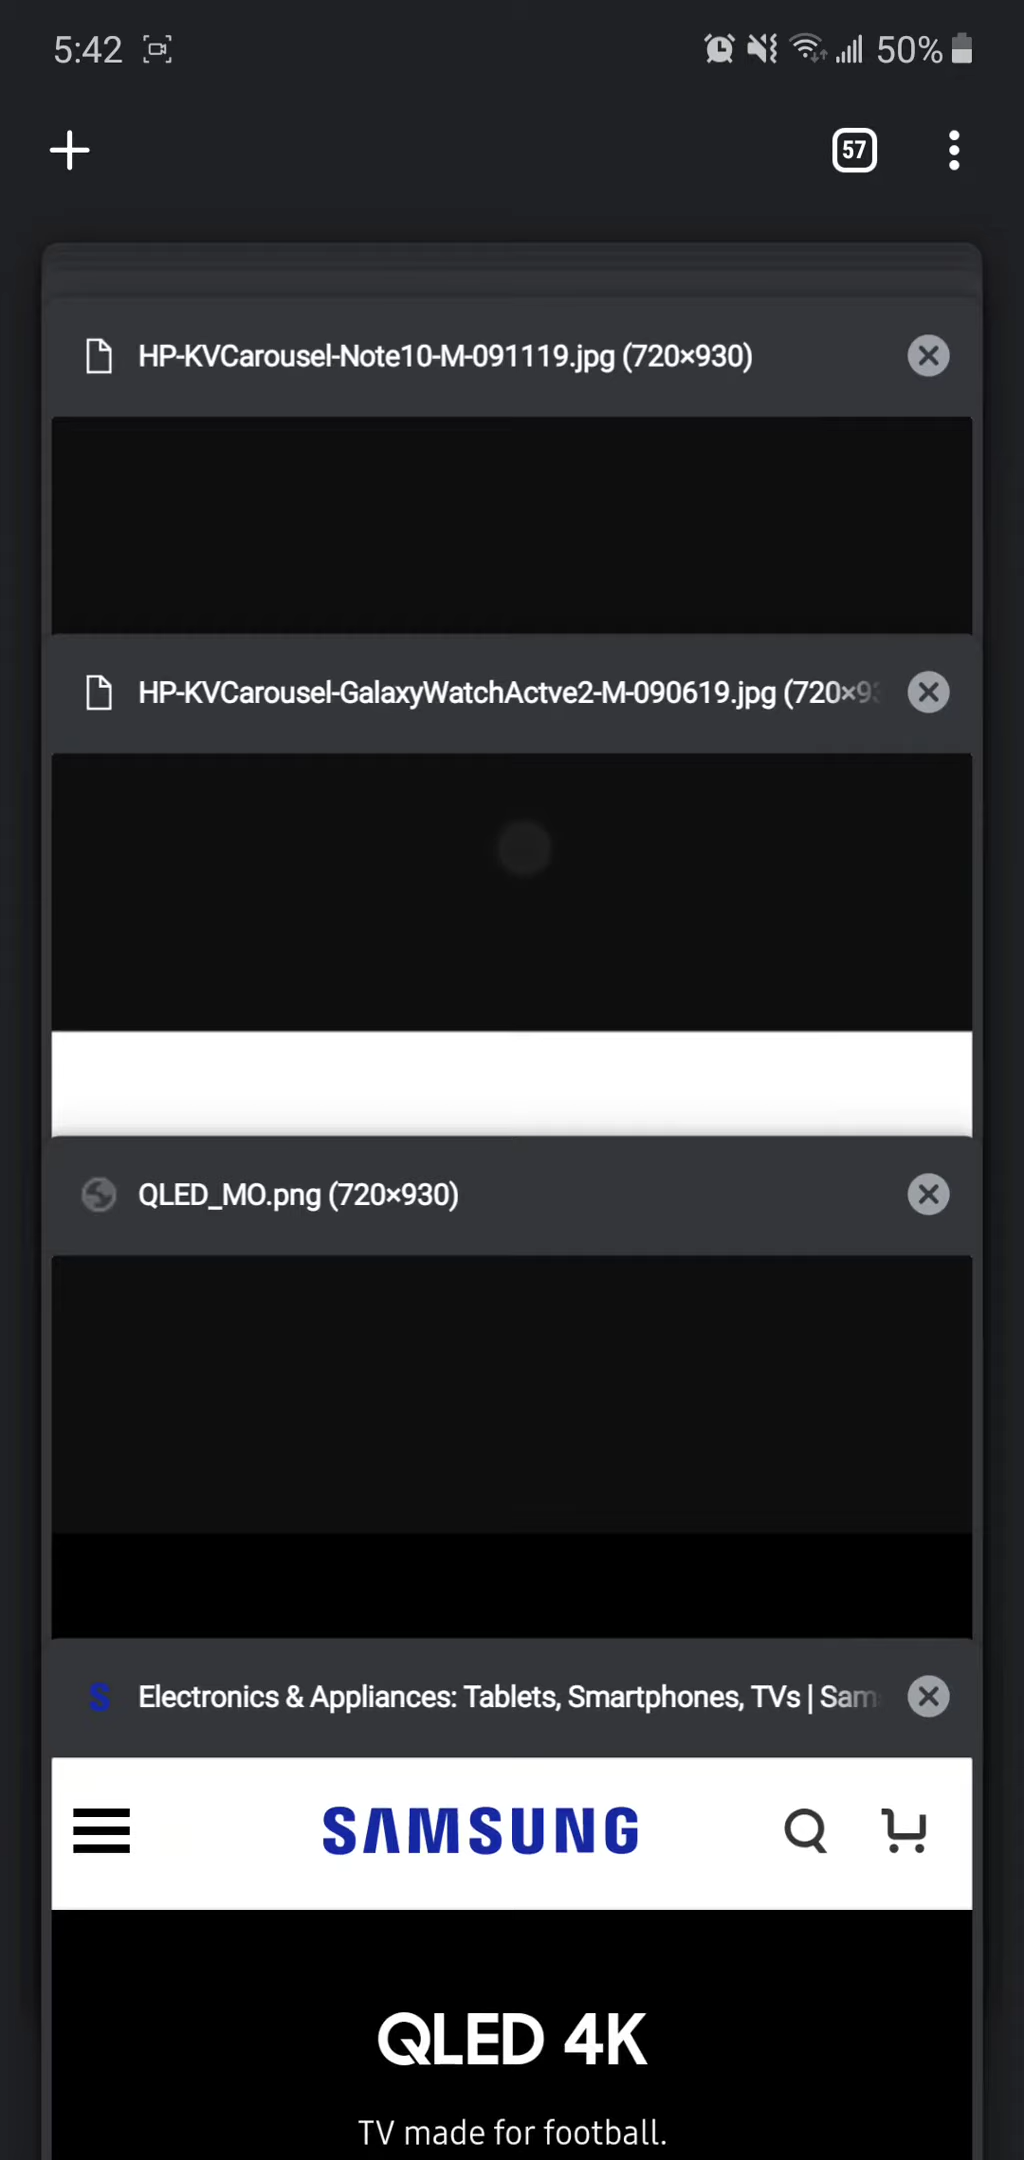 5:42
50%
57
HP-KVCarousel-Note10-M-091119.jpg (720×930)
HP-KVCarousel-GalaxyWatchActve2-M-090619.jpg (720×9
QLED_MO.png (720×930)
S Electronics & Appliances: Tablets, Smartphones, TVs | Sam
SAMSUNG
QLED 4K
TV made for football.